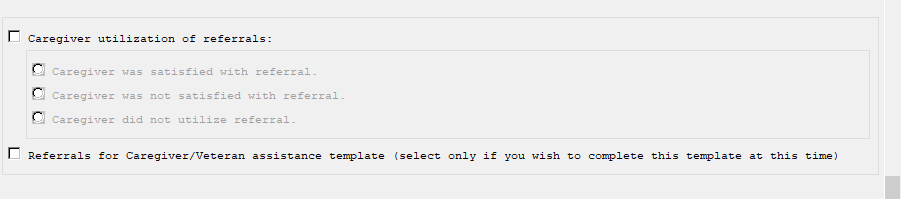 Caregiver utilization of referrals:
Caregiver was satisfied with referral.
Caregiver was not satisfied with referral.
Caregiver did not utilize referral.
Referrals for Caregiver/Veteran assistance template (select only if you wish to complete this template at this time)